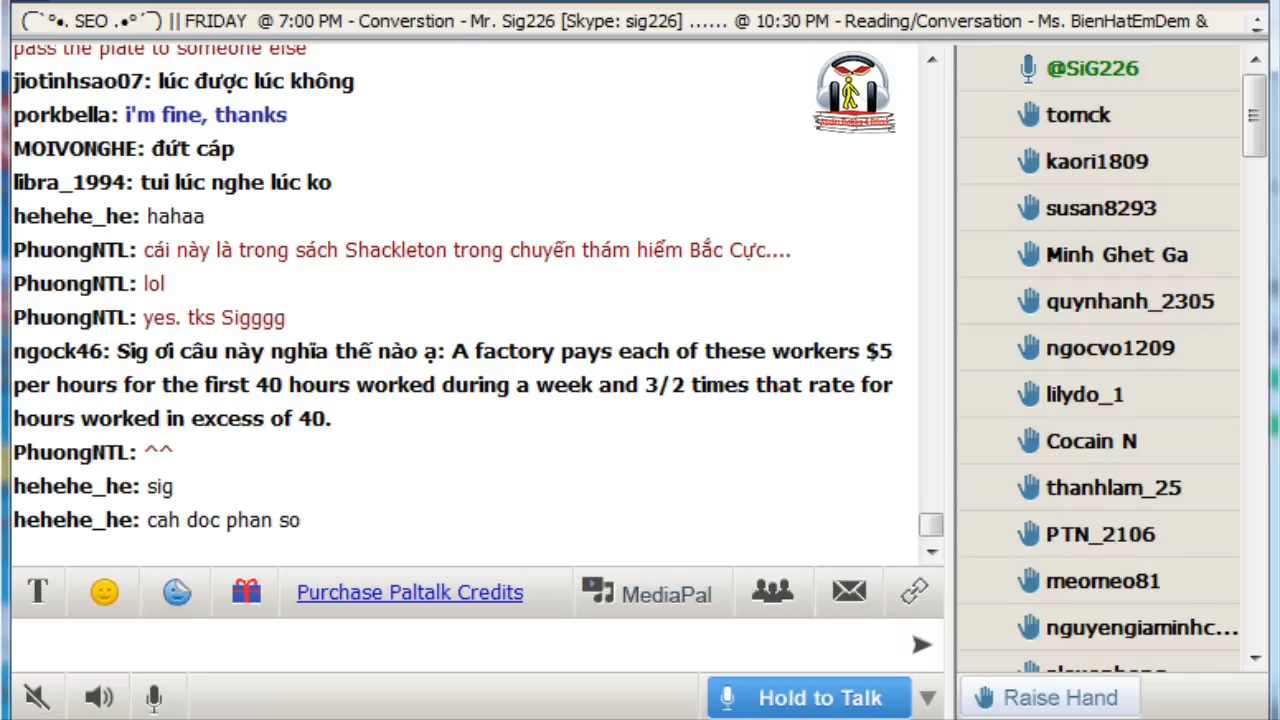 (¯`°•. SEO .•°´¯) || FRIDAY @ 7:00 PM - Converstion - Mr. Sig226 [Skype: sig226] ...... @ 10:30 PM - Reading/Conversation - Ms. BienHatEmDem &
pass the plate to someone else
jiotinhsao07: lúc được lúc không
porkbella: i'm fine, thanks
MOIVONGHE: đứt cáp
libra_1994: tui lúc nghe lúc ko
hehehe_he: hahaa
PhuongNTL: cái này là trong sách Shackleton trong chuyến thám hiểm Bắc Cực....
PhuongNTL: lol
PhuongNTL: yes. tks Sigggg
ngock46: Sig ơi câu này nghĩa thế nào ạ: A factory pays each of these workers $5
per hours for the first 40 hours worked during a week and 3/2 times that rate for
hours worked in excess of 40.
PhuongNTL: ^^
hehehe_he: sig
hehehe_he: cah doc phan so
T
Purchase Paltalk Credits
MediaPal
Hold to Talk
@SiG226
tomck
kaori1809
susan8293
Minh Ghet Ga
quynhanh_2305
ngocvo1209
lilydo_1
Cocain N
thanhlam_25
PTN_2106
meomeo81
nguyengiaminhc...
Raise Hand